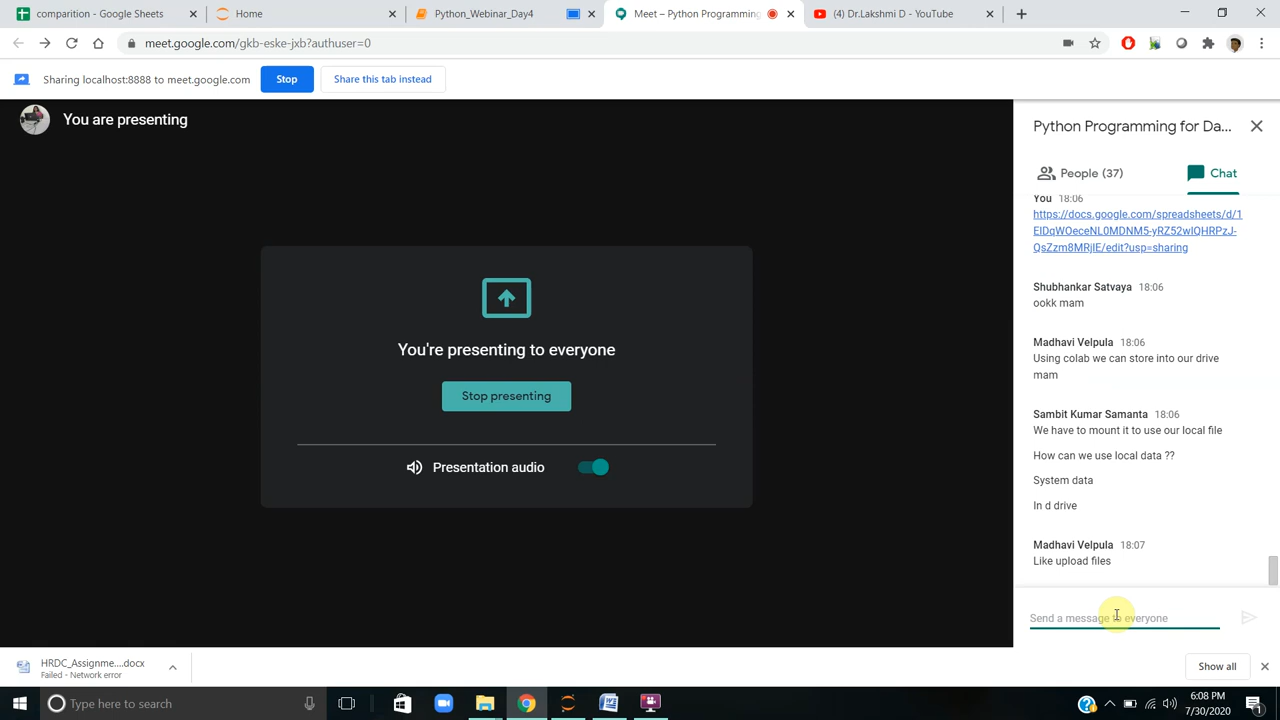 comparition - Google Sheets
Home
Python_Webinar_Day4
Meet – Python Programming
(4) Dr.Lakshmi D - YouTube
meet.google.com/gkb-eske-jxb?authuser=0
Sharing localhost:8888 to meet.google.com
Stop
Share this tab instead
You are presenting
Python Programming for Da...
People (37)
Chat
You 18:06
https://docs.google.com/spreadsheets/d/1
EIDqWOeceNL0MDNM5-yRZ52wIQHRPzJ-
QsZzm8MRjIE/edit?usp=sharing
Shubhankar Satvaya 18:06
ookk mam
Madhavi Velpula 18:06
Using colab we can store into our drive
mam
Sambit Kumar Samanta 18:06
We have to mount it to use our local file
How can we use local data ??
System data
In d drive
Madhavi Velpula 18:07
Like upload files
Send a message to everyone
You're presenting to everyone
Stop presenting
Presentation audio
HRDC_Assignme....docx
Failed - Network error
Show all
Type here to search
6:08 PM
7/30/2020
1